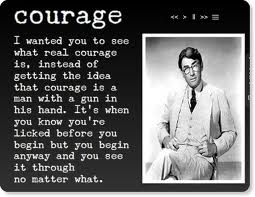 courage
I wanted you to see
what real courage
is, instead of
getting the idea
that courage is a
man with a gun in
his hand. It's when
you know you're
licked before you
begin but you begin
anyway and you see
it through
no matter what.